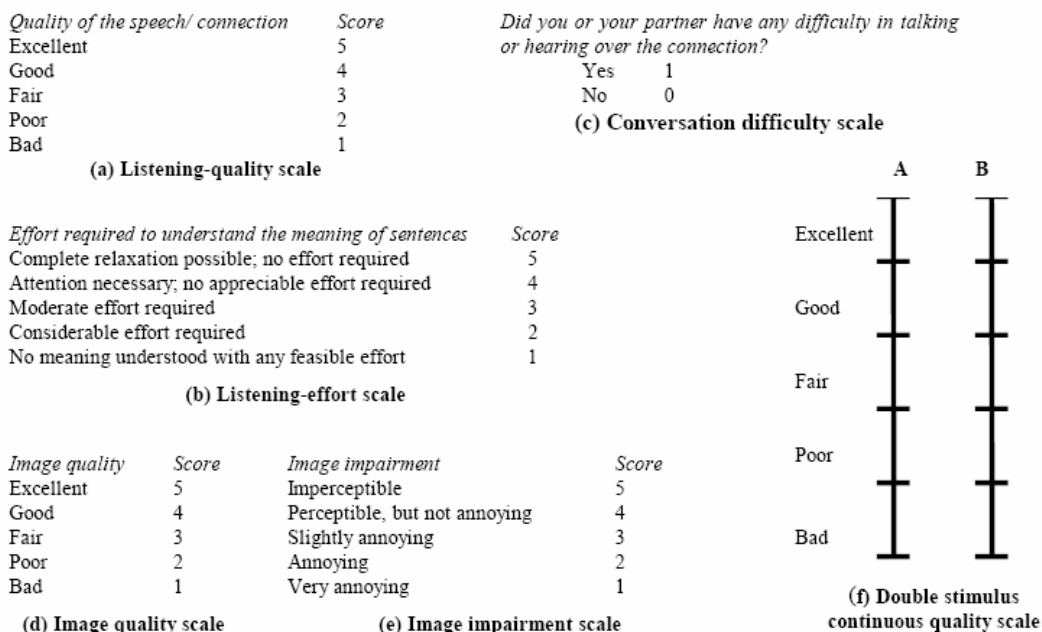 Quality of the speech/ connection Score
Excellent 5
Good 4
Fair 3
Poor 2
Bad 1
(a) Listening-quality scale
Did you or your partner have any difficulty in talking
or hearing over the connection?
Yes 1
No 0
(c) Conversation difficulty scale
Effort required to understand the meaning of sentences Score
Complete relaxation possible; no effort required 5
Attention necessary; no appreciable effort required 4
Moderate effort required 3
Considerable effort required 2
No meaning understood with any feasible effort 1
(b) Listening-effort scale
A B
Excellent
Good
Fair
Poor
Bad
(f) Double stimulus
continuous quality scale
Image quality Score
Excellent 5
Good 4
Fair 3
Poor 2
Bad 1
(d) Image quality scale
Image impairment Score
Imperceptible 5
Perceptible, but not annoying 4
Slightly annoying 3
Annoying 2
Very annoying 1
(e) Image impairment scale